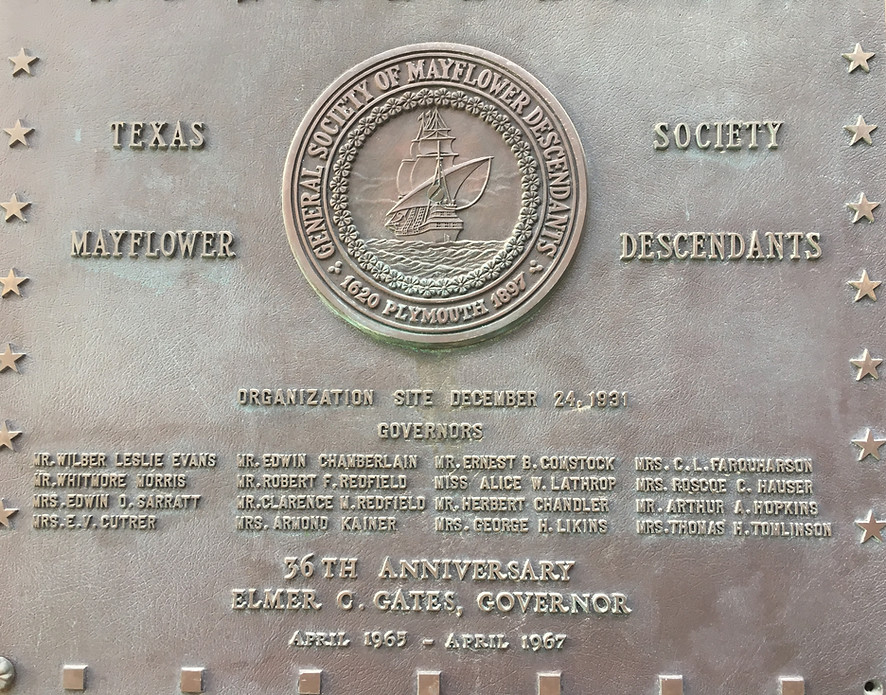 TEXAS SOCIETY
MAYFLOWER DESCENDANTS
GENERAL SOCIETY OF MAYFLOWER DESCENDANTS
1620 PLYMOUTH 1897
ORGANIZATION SITE DECEMBER 24, 1931
GOVERNORS
MR. WILBER LESLIE EVANS MR. EDWIN CHAMBERLAIN MR. ERNEST B. COMSTOCK MRS. C. L. FARQUHARSON
MR. WHITMORE MORRIS MR. ROBERT F. REDFIELD MISS ALICE W. LATHROP MRS. ROSCOE C. HAUSER
MRS. EDWIN O. SARRATT MR. CLARENCE M. REDFIELD MR. HERBERT CHANDLER MR. ARTHUR A. HOPKINS
MRS. E. V. CUTRER MRS. ARMOND KAINER MRS. GEORGE H. LIKINS MRS. THOMAS H. TOMLINSON
36TH ANNIVERSARY
ELMER C. GATES, GOVERNOR
APRIL 1965 - APRIL 1967